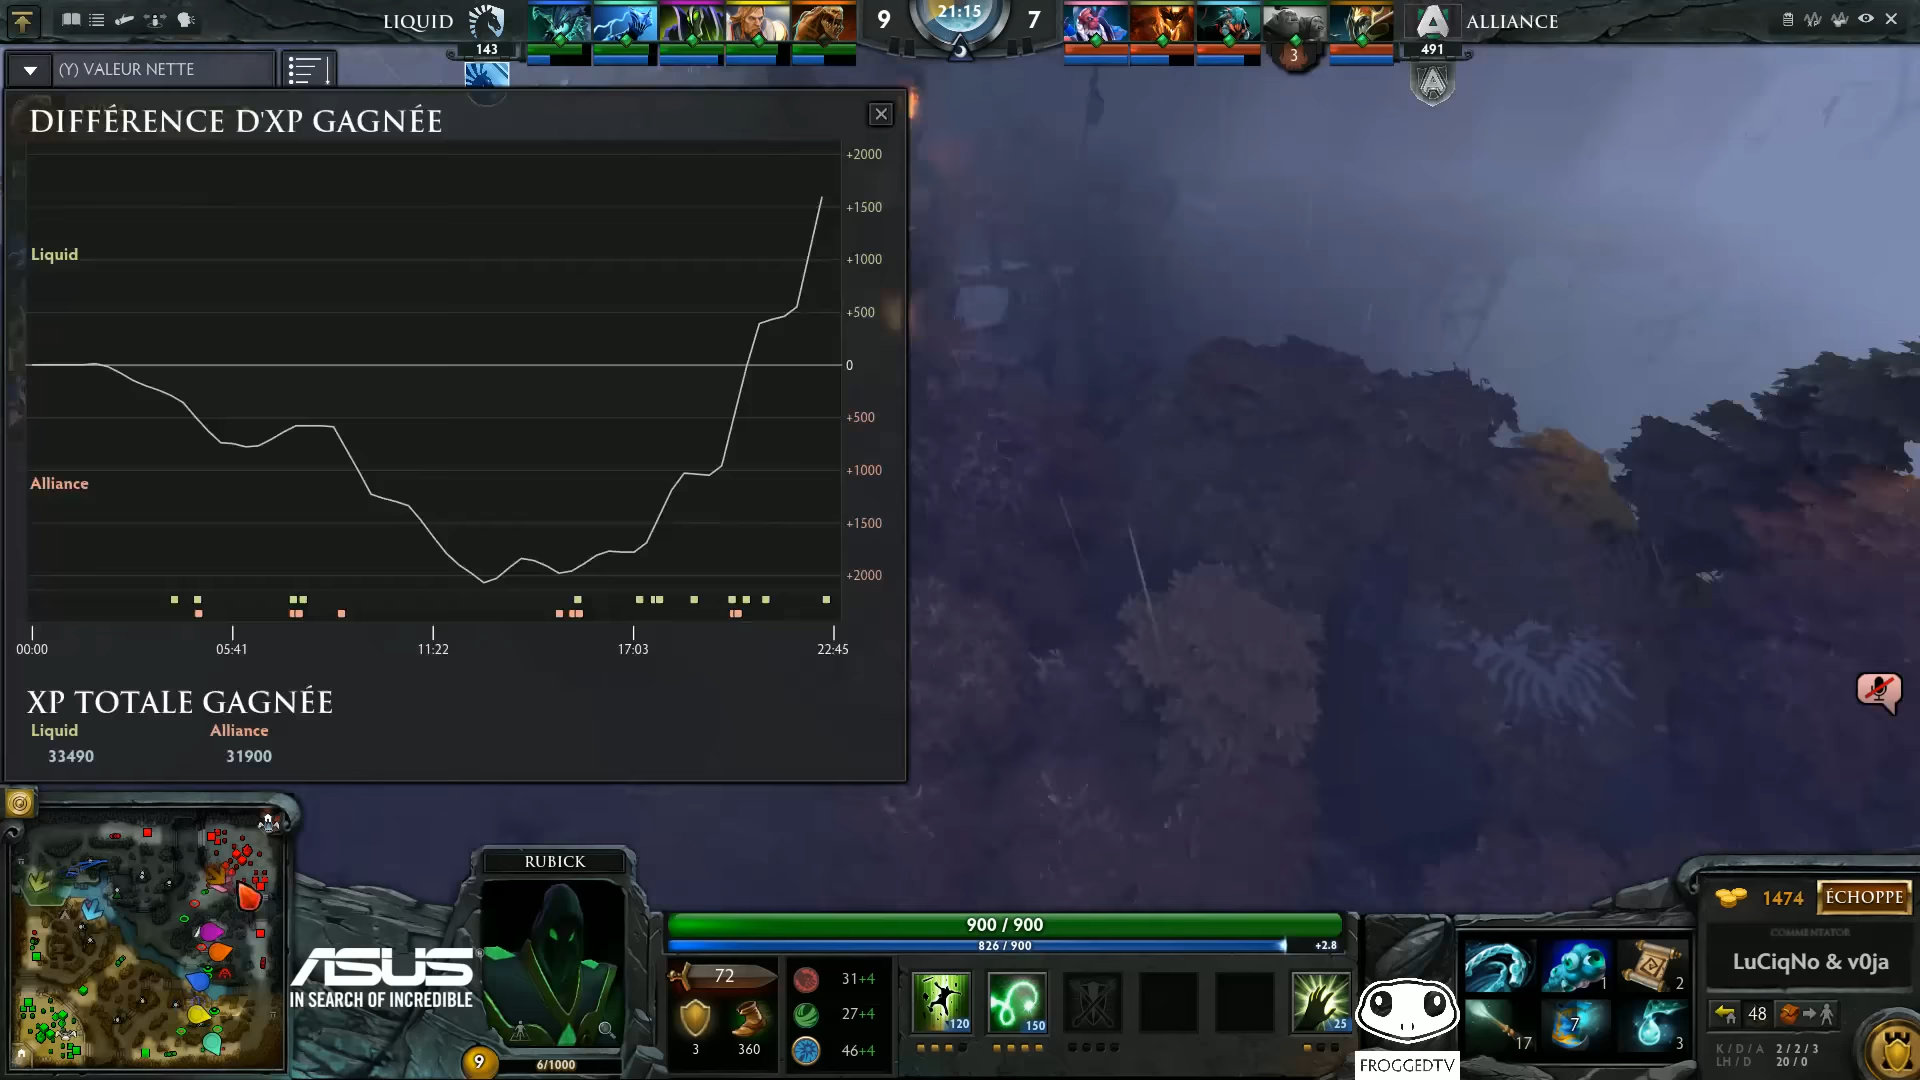 LIQUID
143
9
21:15
7
3
ALLIANCE
491
(Y) VALEUR NETTE
DIFFÉRENCE D'XP GAGNÉE
+2000
+1500
Liquid
+1000
+500
0
+500
+1000
Alliance
+1500
+2000
00:00
05:41
11:22
17:03
22:45
XP TOTALE GAGNÉE
Liquid
Alliance
33490
31900
RUBICK
ASUS
IN SEARCH OF INCREDIBLE
9
6/1000
900 / 900
826 / 900
+2.8
72
3
360
31+4
27+4
46+4
120
150
25
FROGGEDTV
1
2
17
7
3
1474
ÉCHOPPE
COMMENTATOR
LuCiqNo & v0ja
48
K / D / A 2 / 2 / 3
LH / D 20 / 0